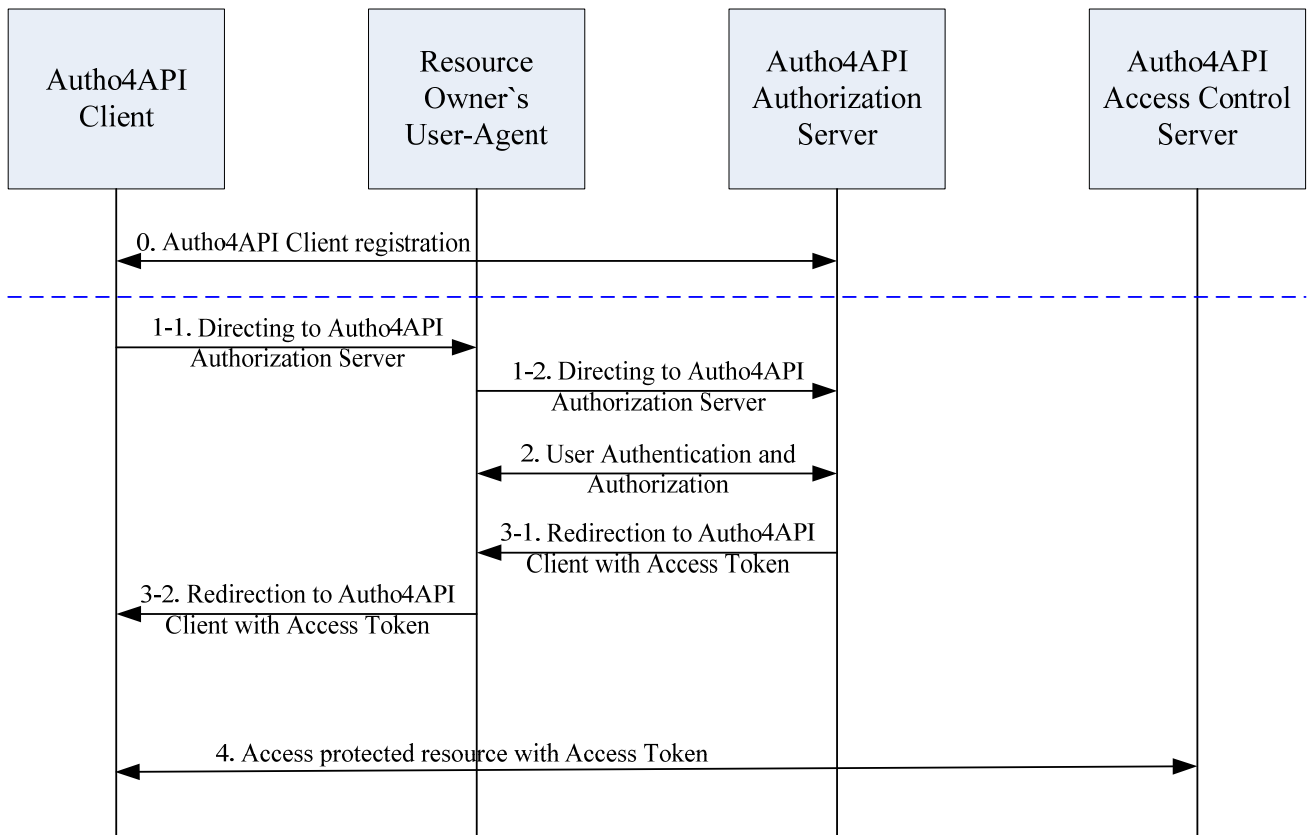 Autho4API
Client
Resource
Owner`s
User-Agent
Autho4API
Authorization
Server
Autho4API
Access Control
Server
0. Autho4API Client registration
1-1. Directing to Autho4API
Authorization Server
1-2. Directing to Autho4API
Authorization Server
2. User Authentication and
Authorization
3-1. Redirection to Autho4API
Client with Access Token
3-2. Redirection to Autho4API
Client with Access Token
4. Access protected resource with Access Token